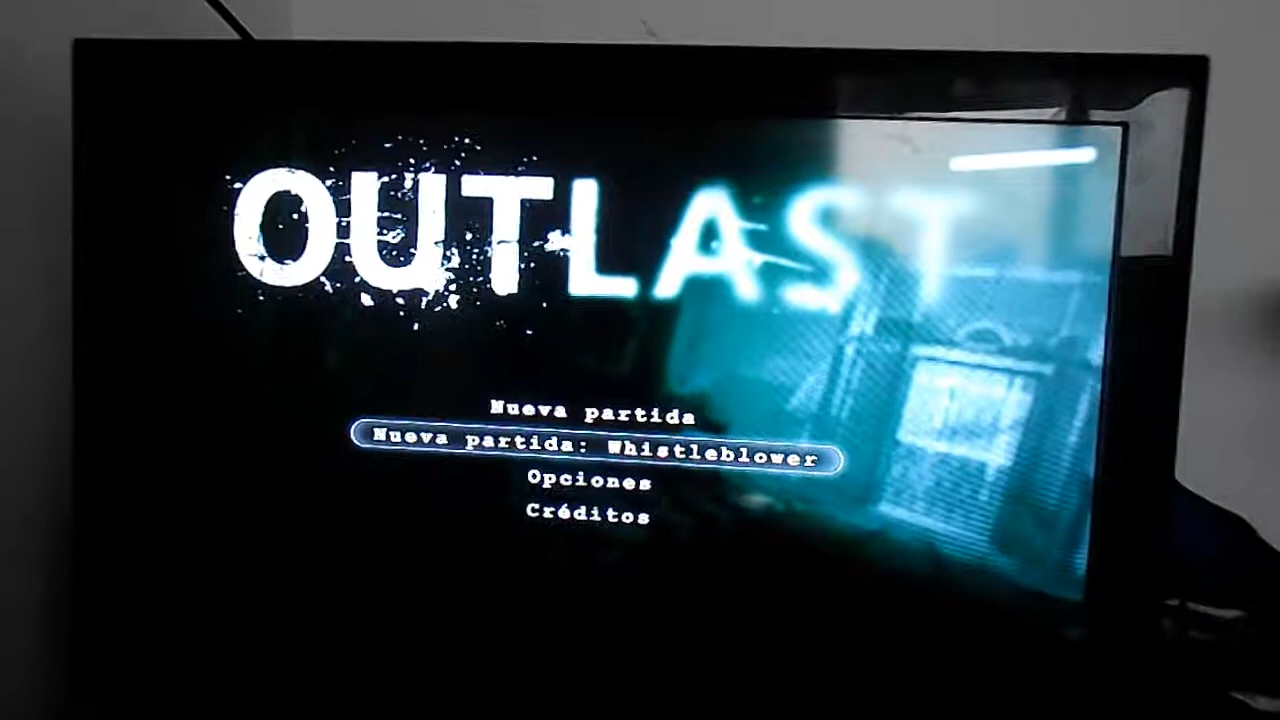 OUTLAST
Nueva partida
Nueva partida: Whistleblower
Opciones
Créditos